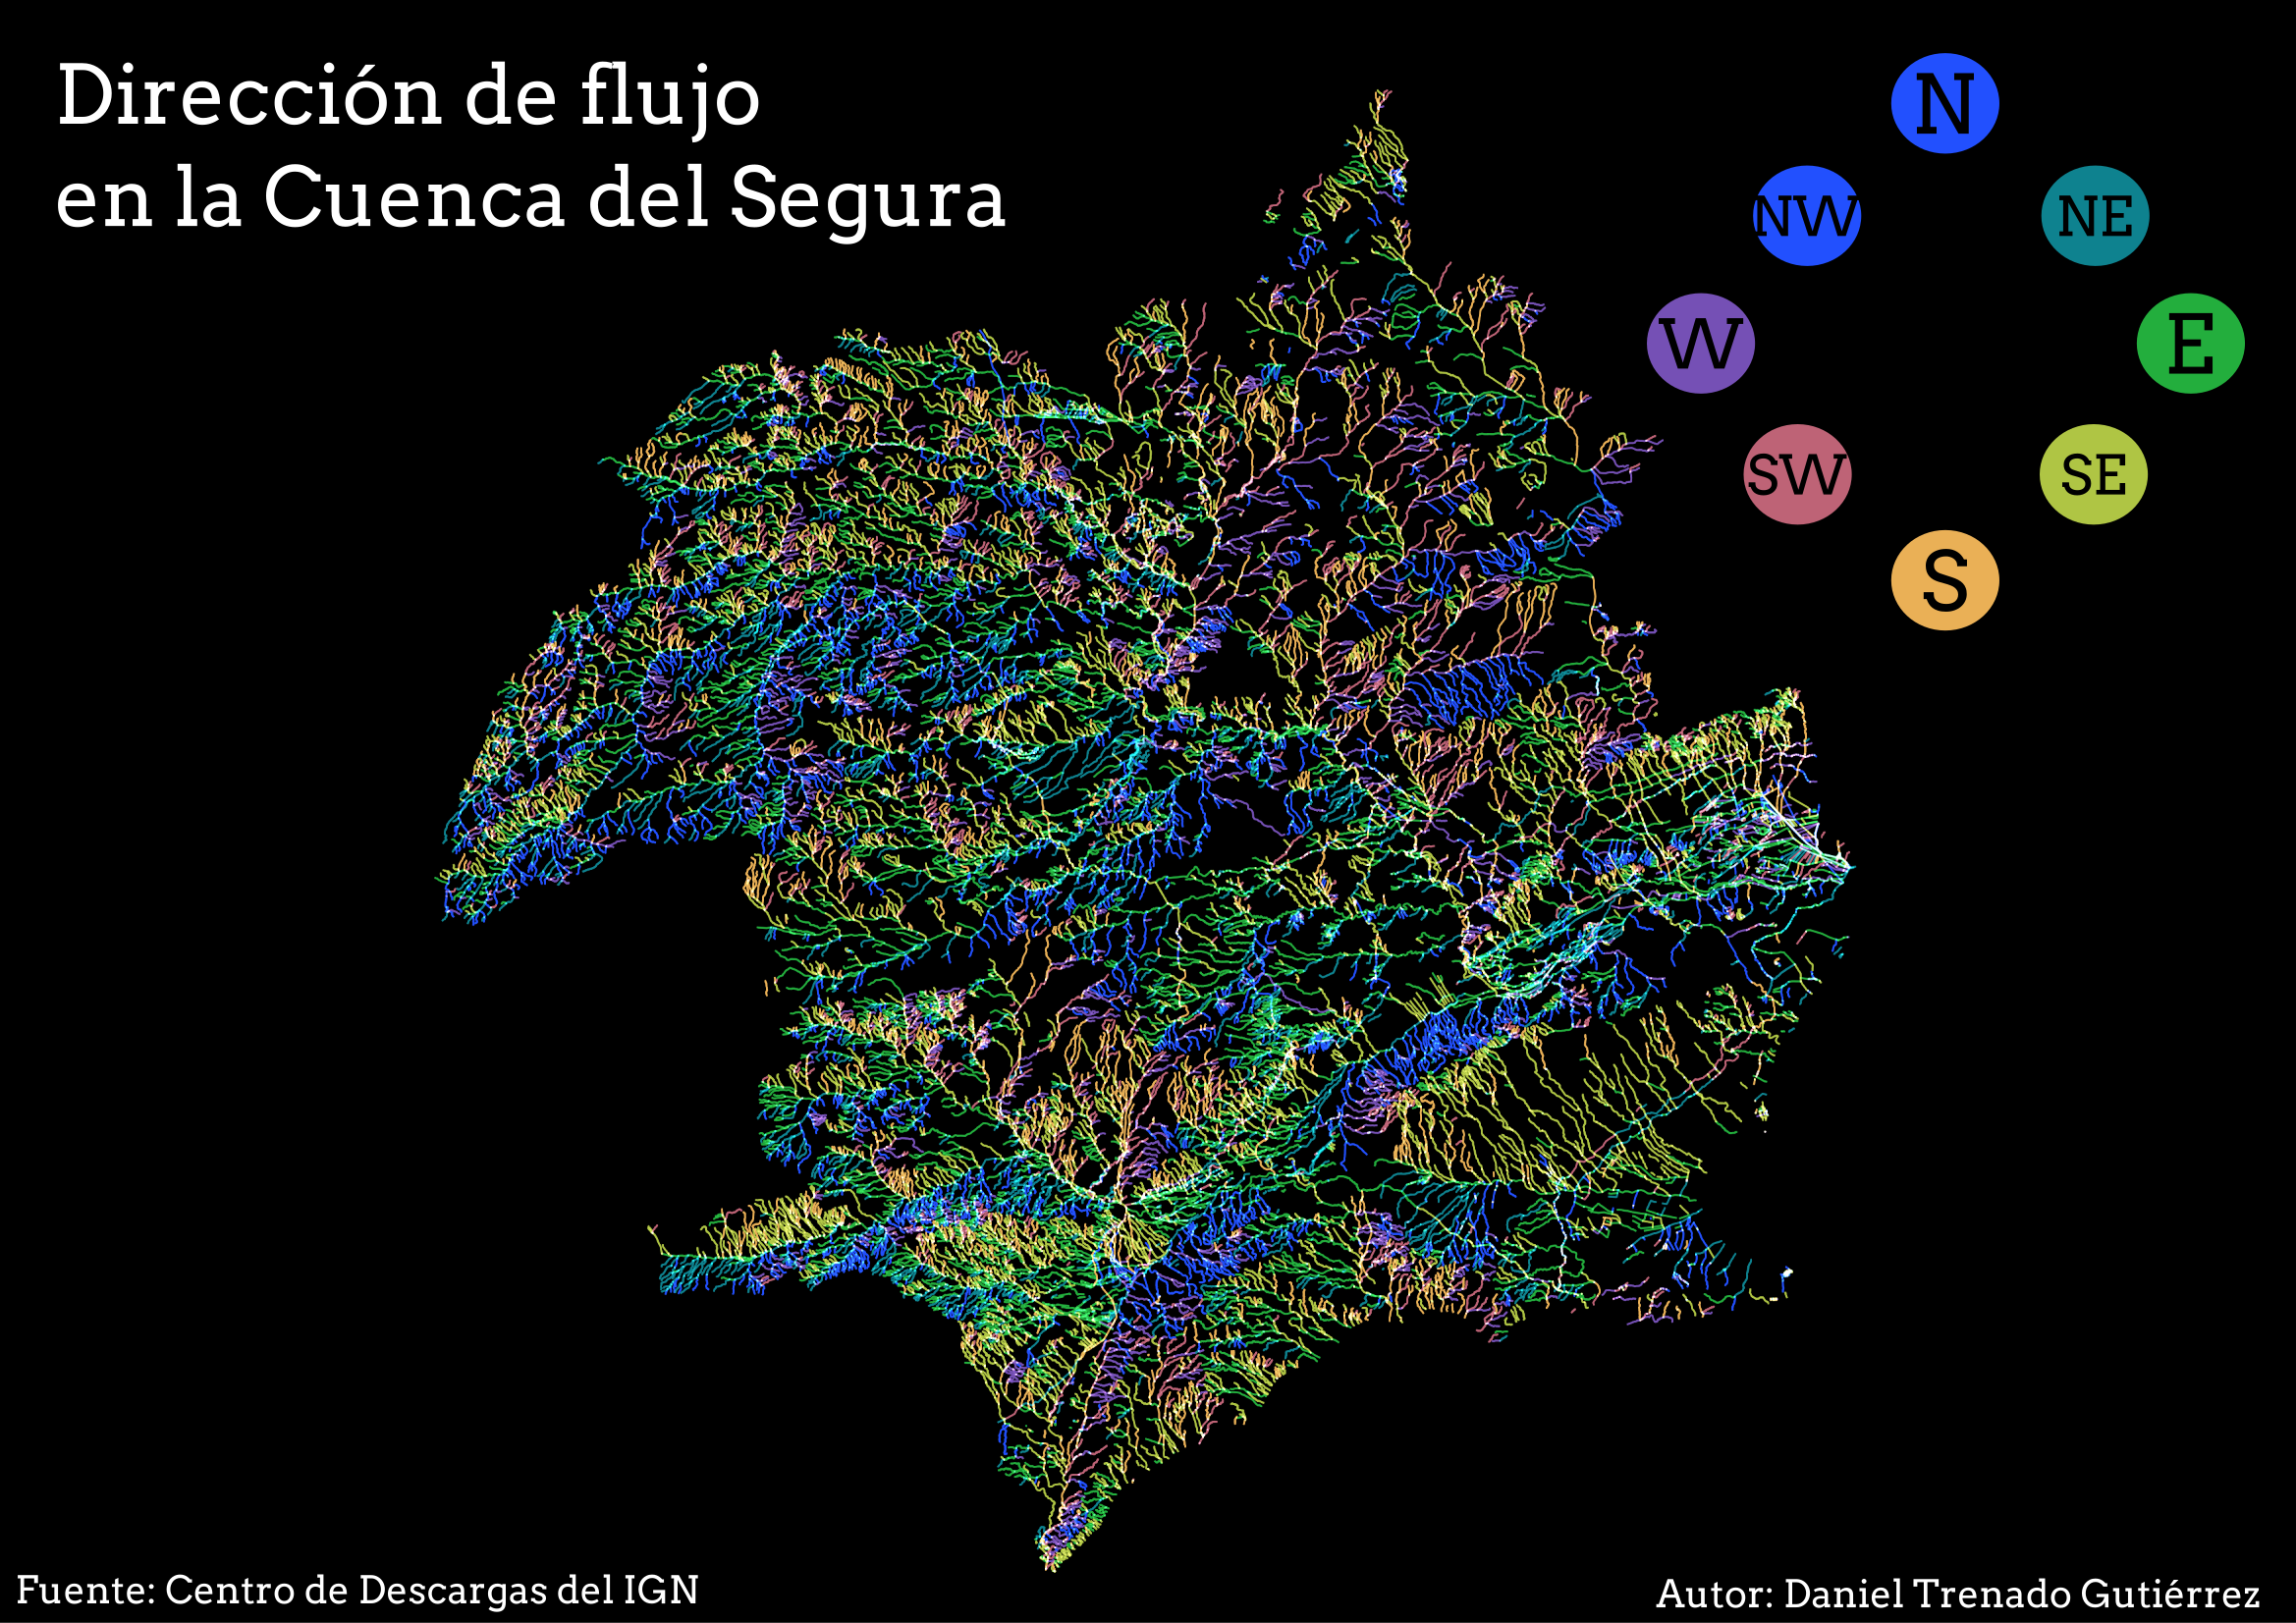 Dirección de flujo
en la Cuenca del Segura
N
NW
NE
W
E
SW
SE
S
Fuente: Centro de Descargas del IGN
Autor: Daniel Trenado Gutiérrez